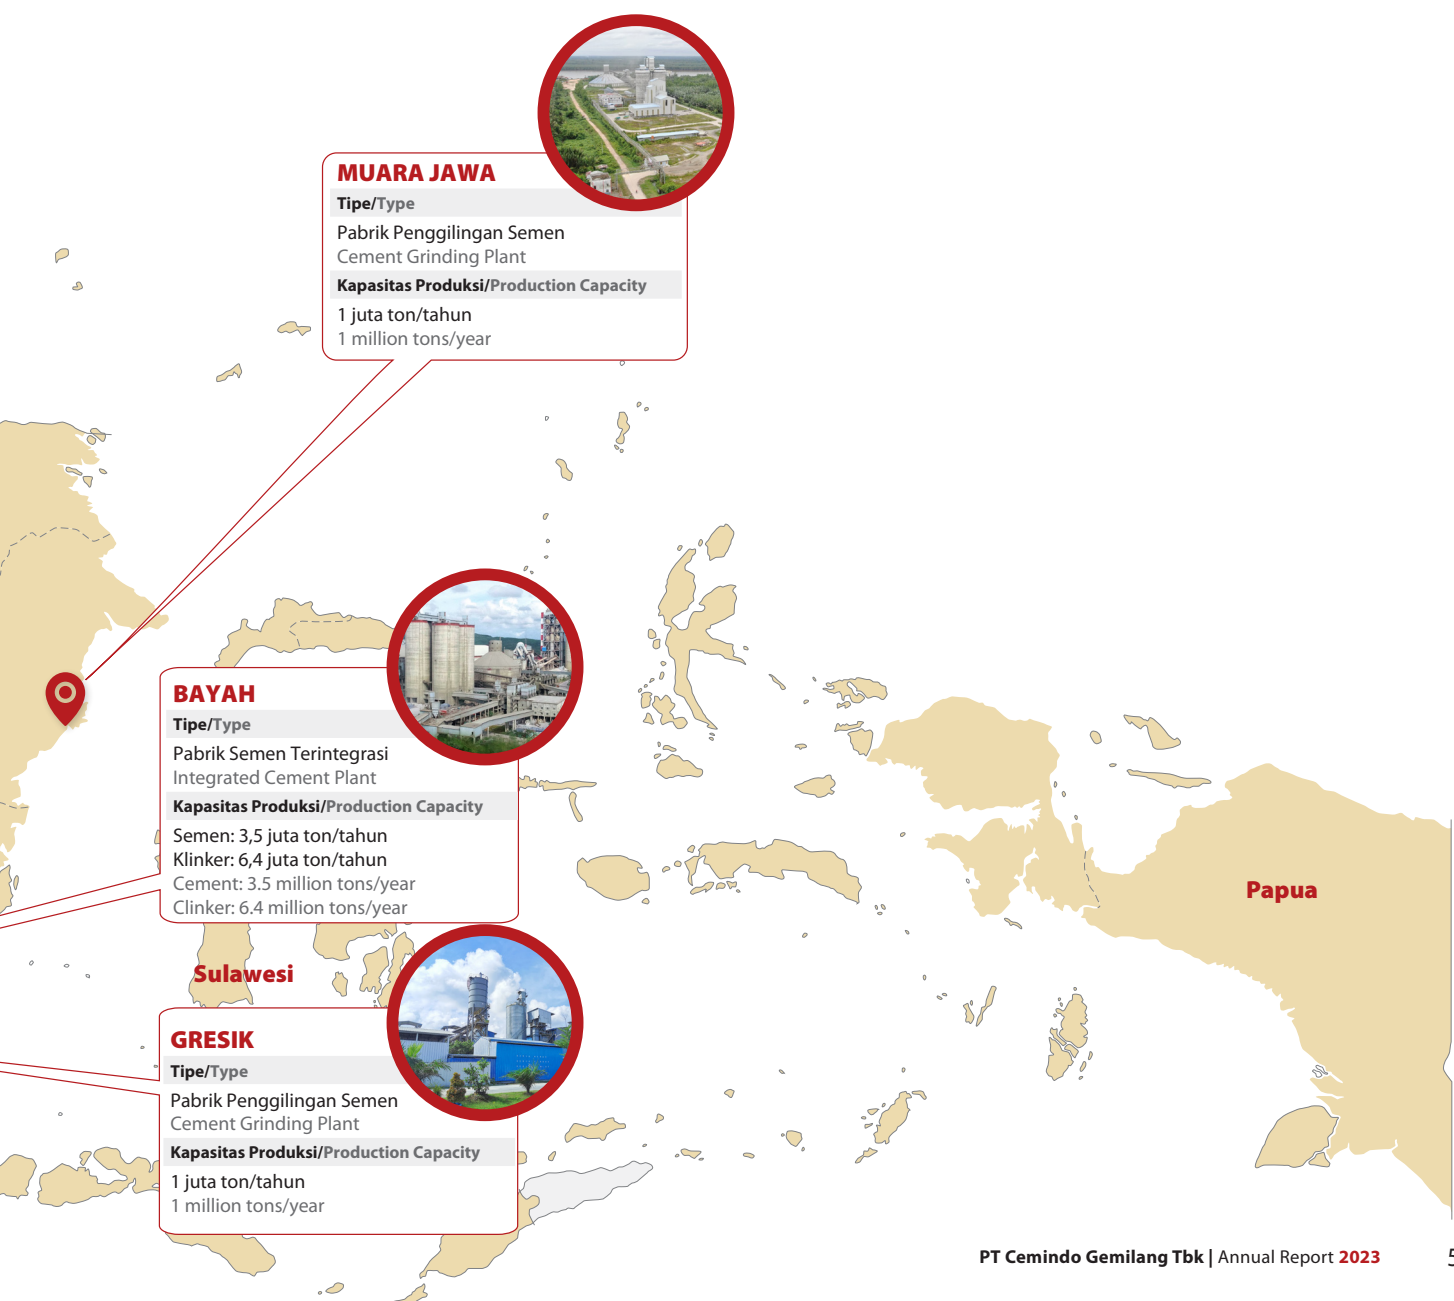 MUARA JAWA
Tipe/Type
Pabrik Penggilingan Semen
Cement Grinding Plant
Kapasitas Produksi/Production Capacity
1 juta ton/tahun
1 million tons/year
BAYAH
Tipe/Type
Pabrik Semen Terintegrasi
Integrated Cement Plant
Kapasitas Produksi/Production Capacity
Semen: 3,5 juta ton/tahun
Klinker: 6,4 juta ton/tahun
Cement: 3.5 million tons/year
Clinker: 6.4 million tons/year
Papua
Sulawesi
GRESIK
Tipe/Type
Pabrik Penggilingan Semen
Cement Grinding Plant
Kapasitas Produksi/Production Capacity
1 juta ton/tahun
1 million tons/year
PT Cemindo Gemilang Tbk | Annual Report 2023